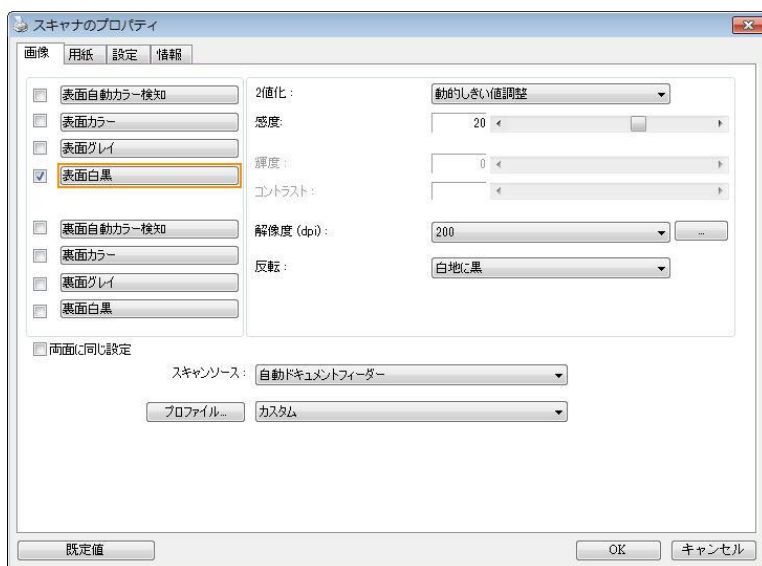 スキャナのプロパティ
画像 用紙 設定 情報
表面自動カラー検知
表面カラー
表面グレイ
表面白黒
裏面自動カラー検知
裏面カラー
裏面グレイ
裏面白黒
2値化: 動的しきい値調整
感度: 20
輝度: 0
コントラスト:
解像度 (dpi): 200 ...
反転: 白地に黒
両面に同じ設定
スキャンソース: 自動ドキュメントフィーダー
プロファイル... カスタム
既定値 OK キャンセル